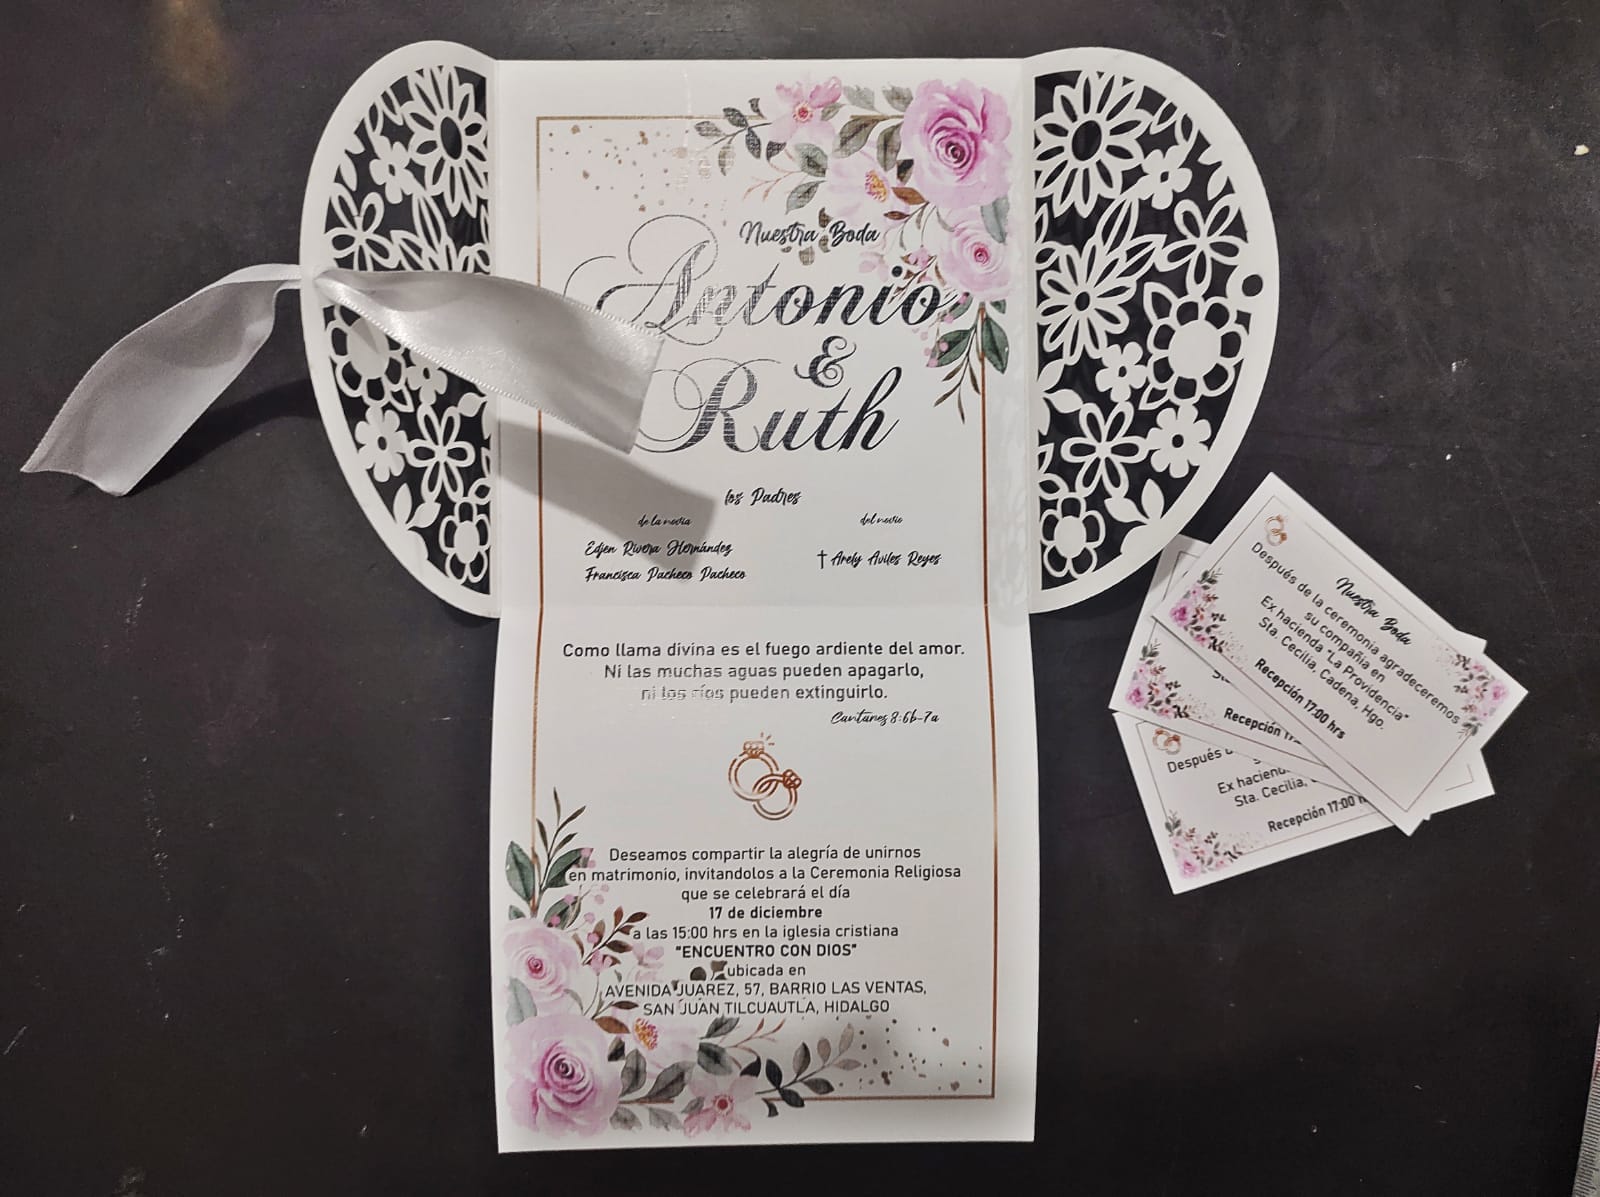 Nuestra Boda
Antonio
&
Ruth
los Padres
de la novia
del novio
Edjen Rivera Hernández
Francisca Pacheco Pacheco
† Arely Aviles Reyes
Como llama divina es el fuego ardiente del amor.
Ni las muchas aguas pueden apagarlo,
ni los ríos pueden extinguirlo.
Cantares 8:6b-7a
Deseamos compartir la alegría de unirnos
en matrimonio, invitandolos a la Ceremonia Religiosa
que se celebrará el día
17 de diciembre
a las 15:00 hrs en la iglesia cristiana
"ENCUENTRO CON DIOS"
ubicada en
AVENIDA JUAREZ, 57, BARRIO LAS VENTAS,
SAN JUAN TILCUAUTLA, HIDALGO
Nuestra Boda
Después de la ceremonia agradeceremos
su compañia en
Ex hacienda "La Providencia"
Sta. Cecilia, Cadena, Hgo.
Recepción 17:00 hrs
Recepción
Después
Ex hacien
Sta. Cecilia,
Recepción 17:00